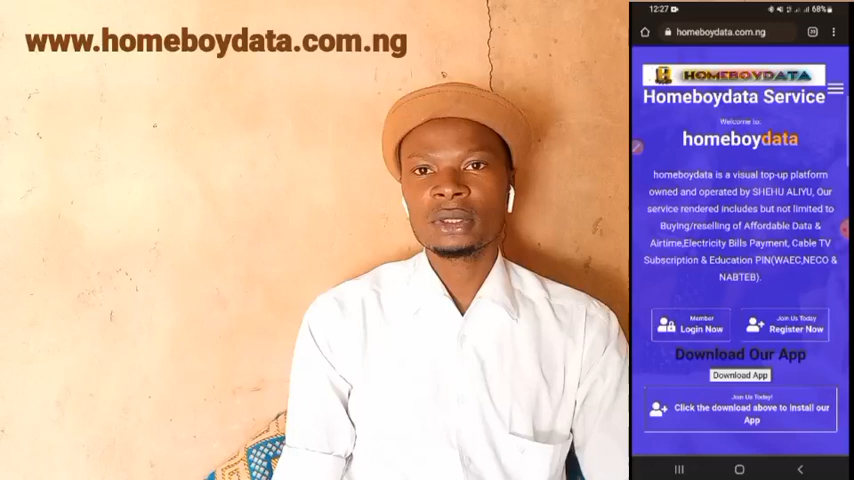 www.homeboydata.com.ng
12:27
68%
homeboydata.com.ng
HOMEBOYDATA
Homeboydata Service
Welcome to:
homeboydata
homeboydata is a visual top-up platform
owned and operated by SHEHU ALIYU, Our
service rendered includes but not limited to
Buying/reselling of Affordable Data &
Airtime,Electricity Bills Payment, Cable TV
Subscription & Education PIN(WAEC,NECO &
NABTEB).
Member
Login Now
Join Us Today
Register Now
Download Our App
Download App
Join Us Today!
Click the download above to install our
App